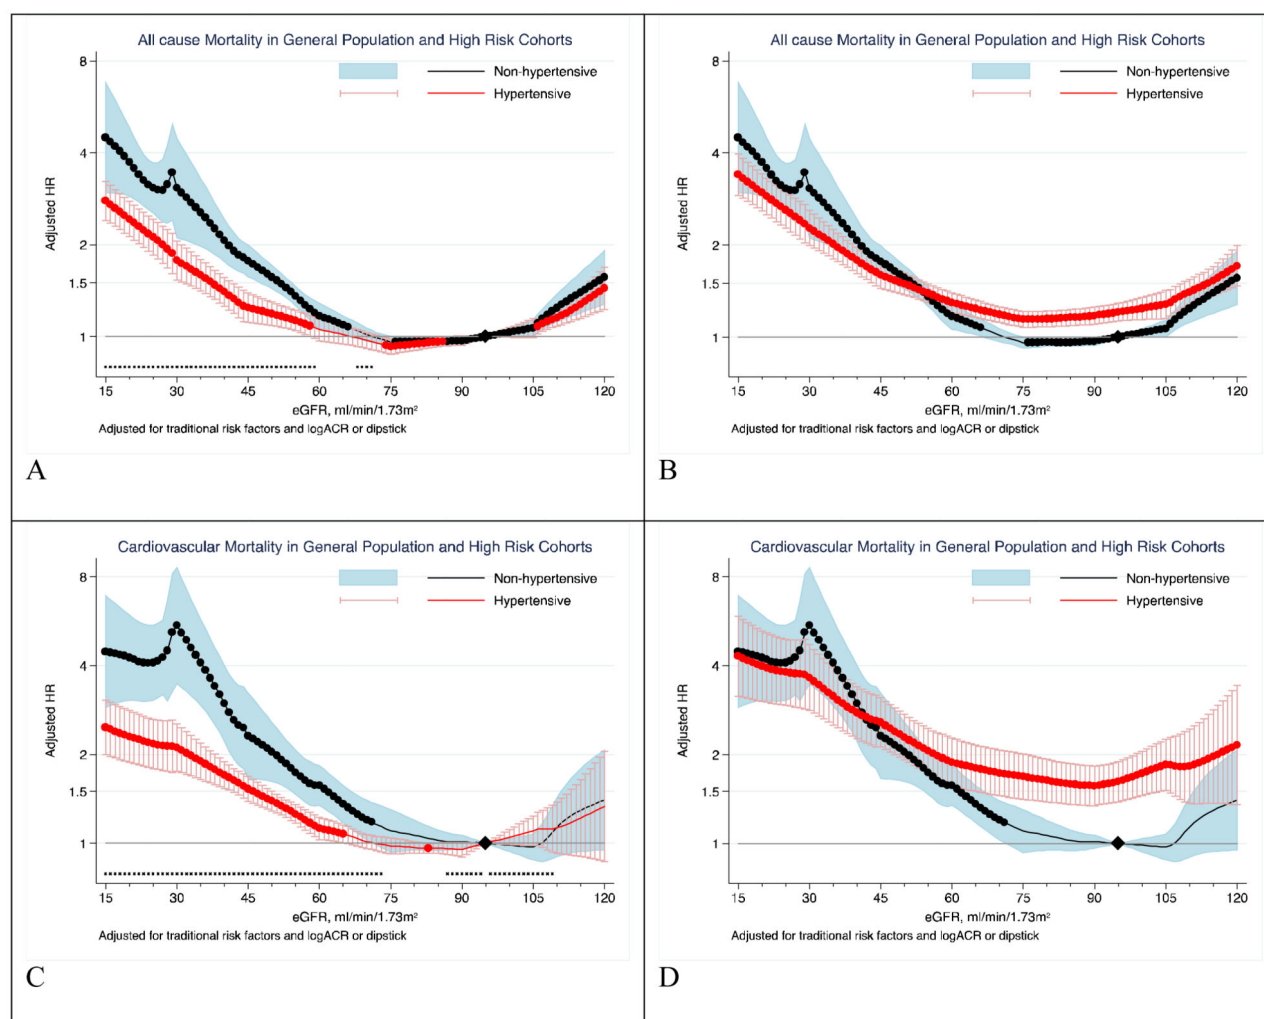 All cause Mortality in General Population and High Risk Cohorts
Non-hypertensive
Hypertensive
8
4
2
1.5
1
Adjusted HR
15 30 45 60 75 90 105 120
eGFR, ml/min/1.73m²
Adjusted for traditional risk factors and logACR or dipstick
A
All cause Mortality in General Population and High Risk Cohorts
Non-hypertensive
Hypertensive
8
4
2
1.5
1
Adjusted HR
15 30 45 60 75 90 105 120
eGFR, ml/min/1.73m²
Adjusted for traditional risk factors and logACR or dipstick
B
Cardiovascular Mortality in General Population and High Risk Cohorts
Non-hypertensive
Hypertensive
8
4
2
1.5
1
Adjusted HR
15 30 45 60 75 90 105 120
eGFR, ml/min/1.73m²
Adjusted for traditional risk factors and logACR or dipstick
C
Cardiovascular Mortality in General Population and High Risk Cohorts
Non-hypertensive
Hypertensive
8
4
2
1.5
1
Adjusted HR
15 30 45 60 75 90 105 120
eGFR, ml/min/1.73m²
Adjusted for traditional risk factors and logACR or dipstick
D